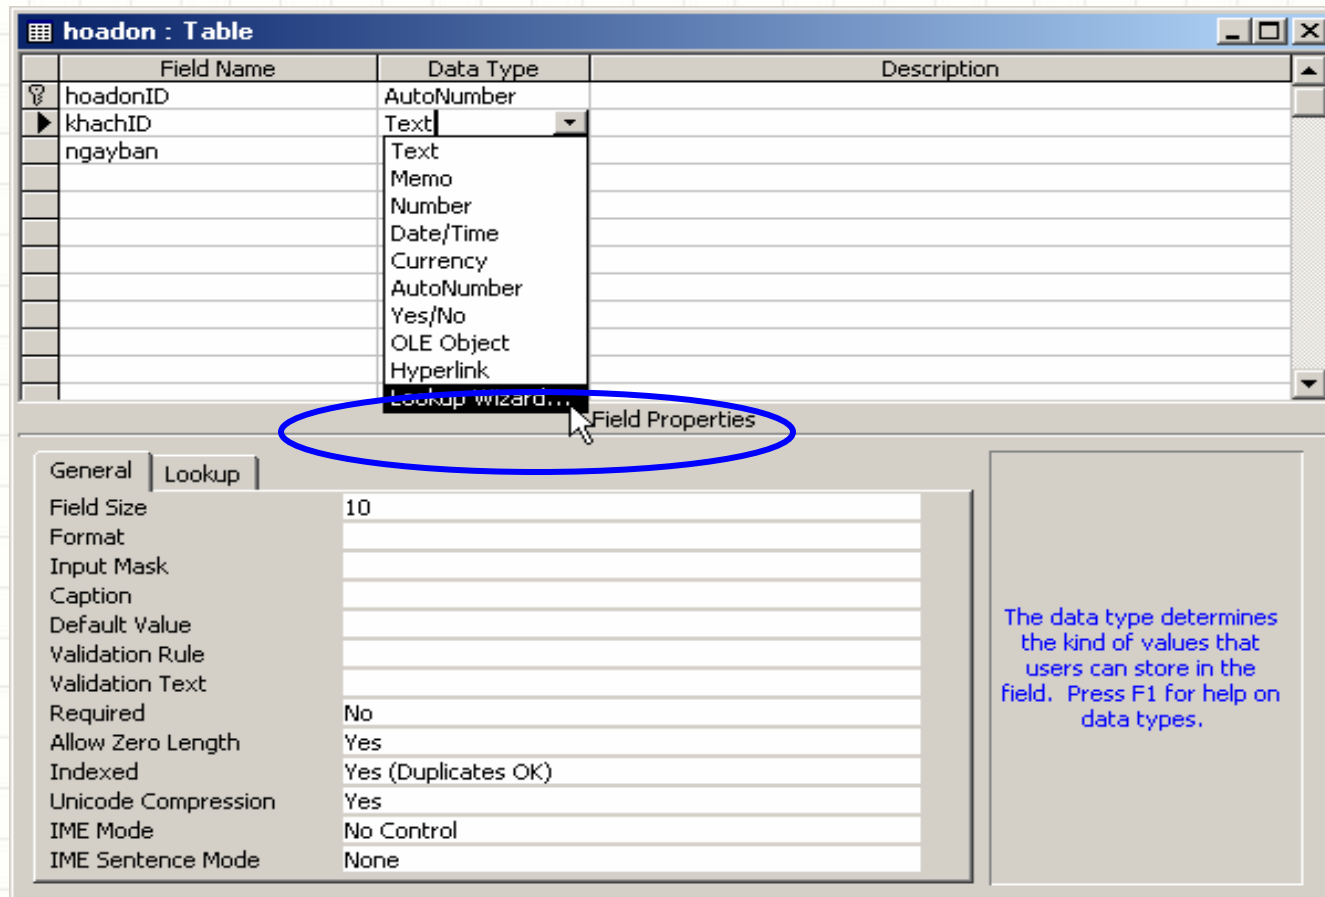 hoadon : Table
Field Name Data Type Description
hoadonID AutoNumber
khachID Text
ngayban
Text
Memo
Number
Date/Time
Currency
AutoNumber
Yes/No
OLE Object
Hyperlink
Lookup Wizard...
Field Properties
General Lookup
Field Size 10
Format
Input Mask
Caption
Default Value
Validation Rule
Validation Text
Required No
Allow Zero Length Yes
Indexed Yes (Duplicates OK)
Unicode Compression Yes
IME Mode No Control
IME Sentence Mode None
The data type determines
the kind of values that
users can store in the
field. Press F1 for help on
data types.